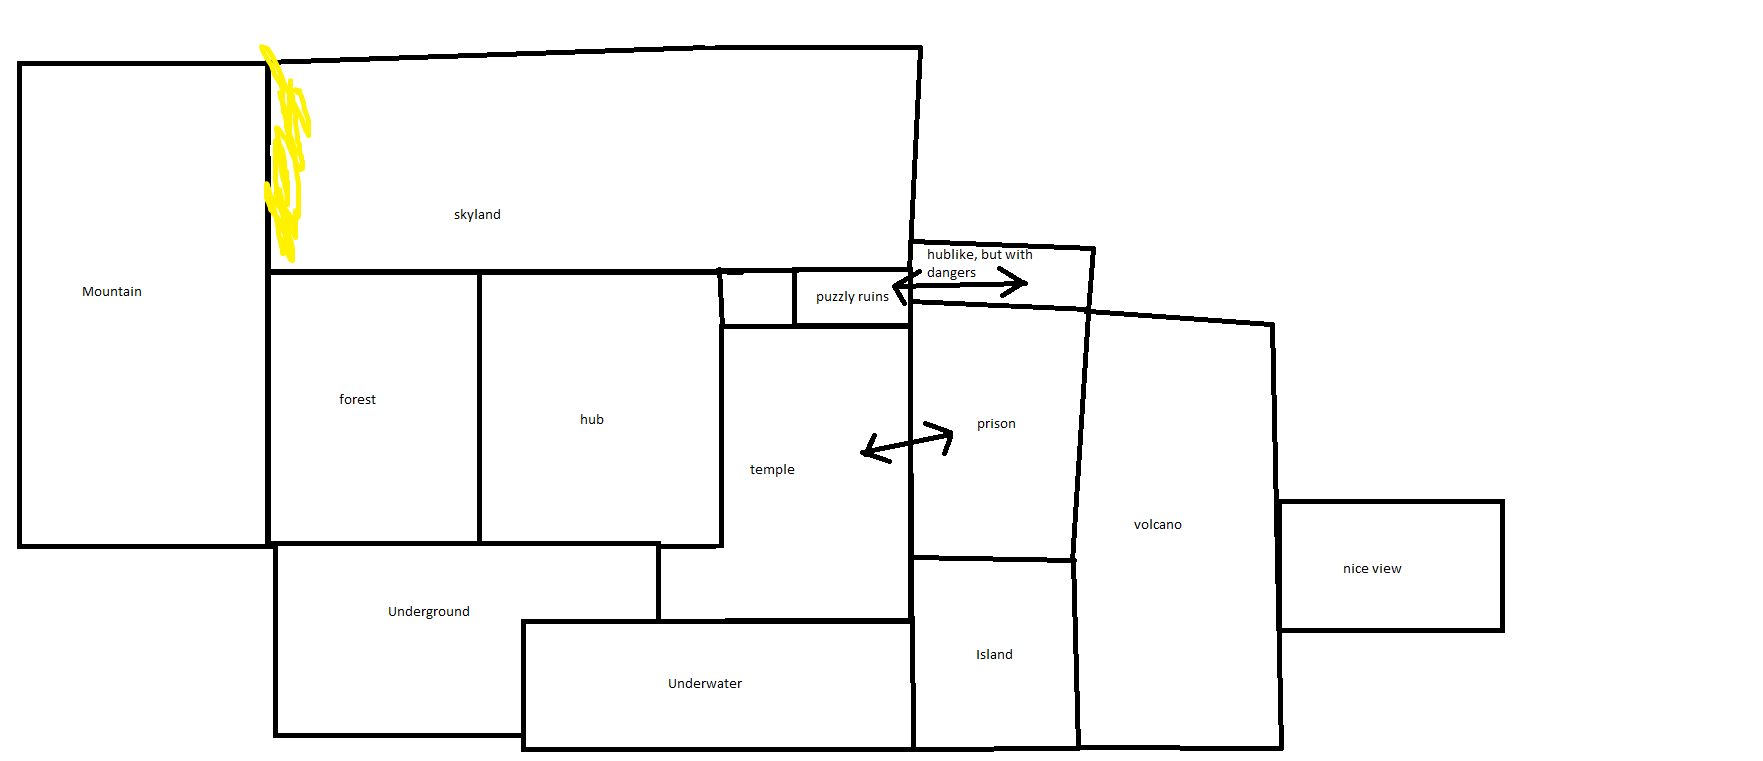 skyland
hublike, but with
dangers
Mountain
puzzly ruins
forest
hub
prison
temple
volcano
nice view
Underground
Island
Underwater